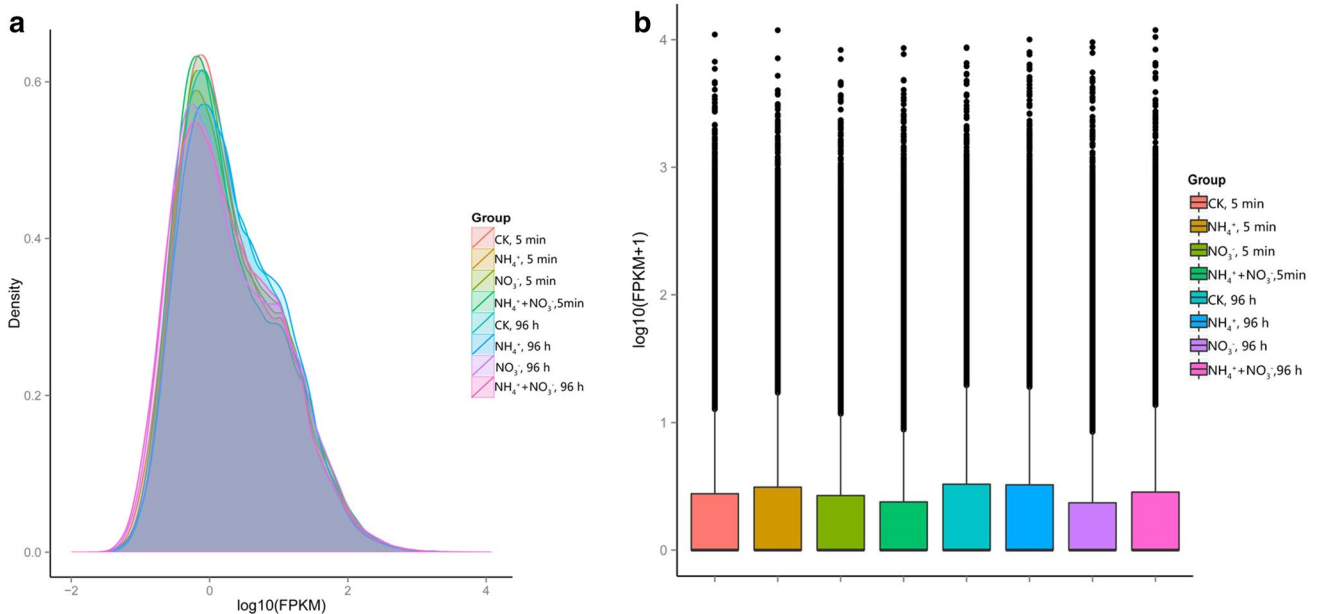 a
0.6
0.4
0.2
0.0
Density
−2
0
2
4
log10(FPKM)
Group
CK, 5 min
NH₄⁺, 5 min
NO₃⁻, 5 min
NH₄⁺+NO₃⁻,5min
CK, 96 h
NH₄⁺, 96 h
NO₃⁻, 96 h
NH₄⁺+NO₃⁻, 96 h
b
4
3
2
1
0
log10(FPKM+1)
Group
CK, 5 min
NH₄⁺, 5 min
NO₃⁻, 5 min
NH₄⁺+NO₃⁻,5min
CK, 96 h
NH₄⁺, 96 h
NO₃⁻, 96 h
NH₄⁺+NO₃⁻,96 h